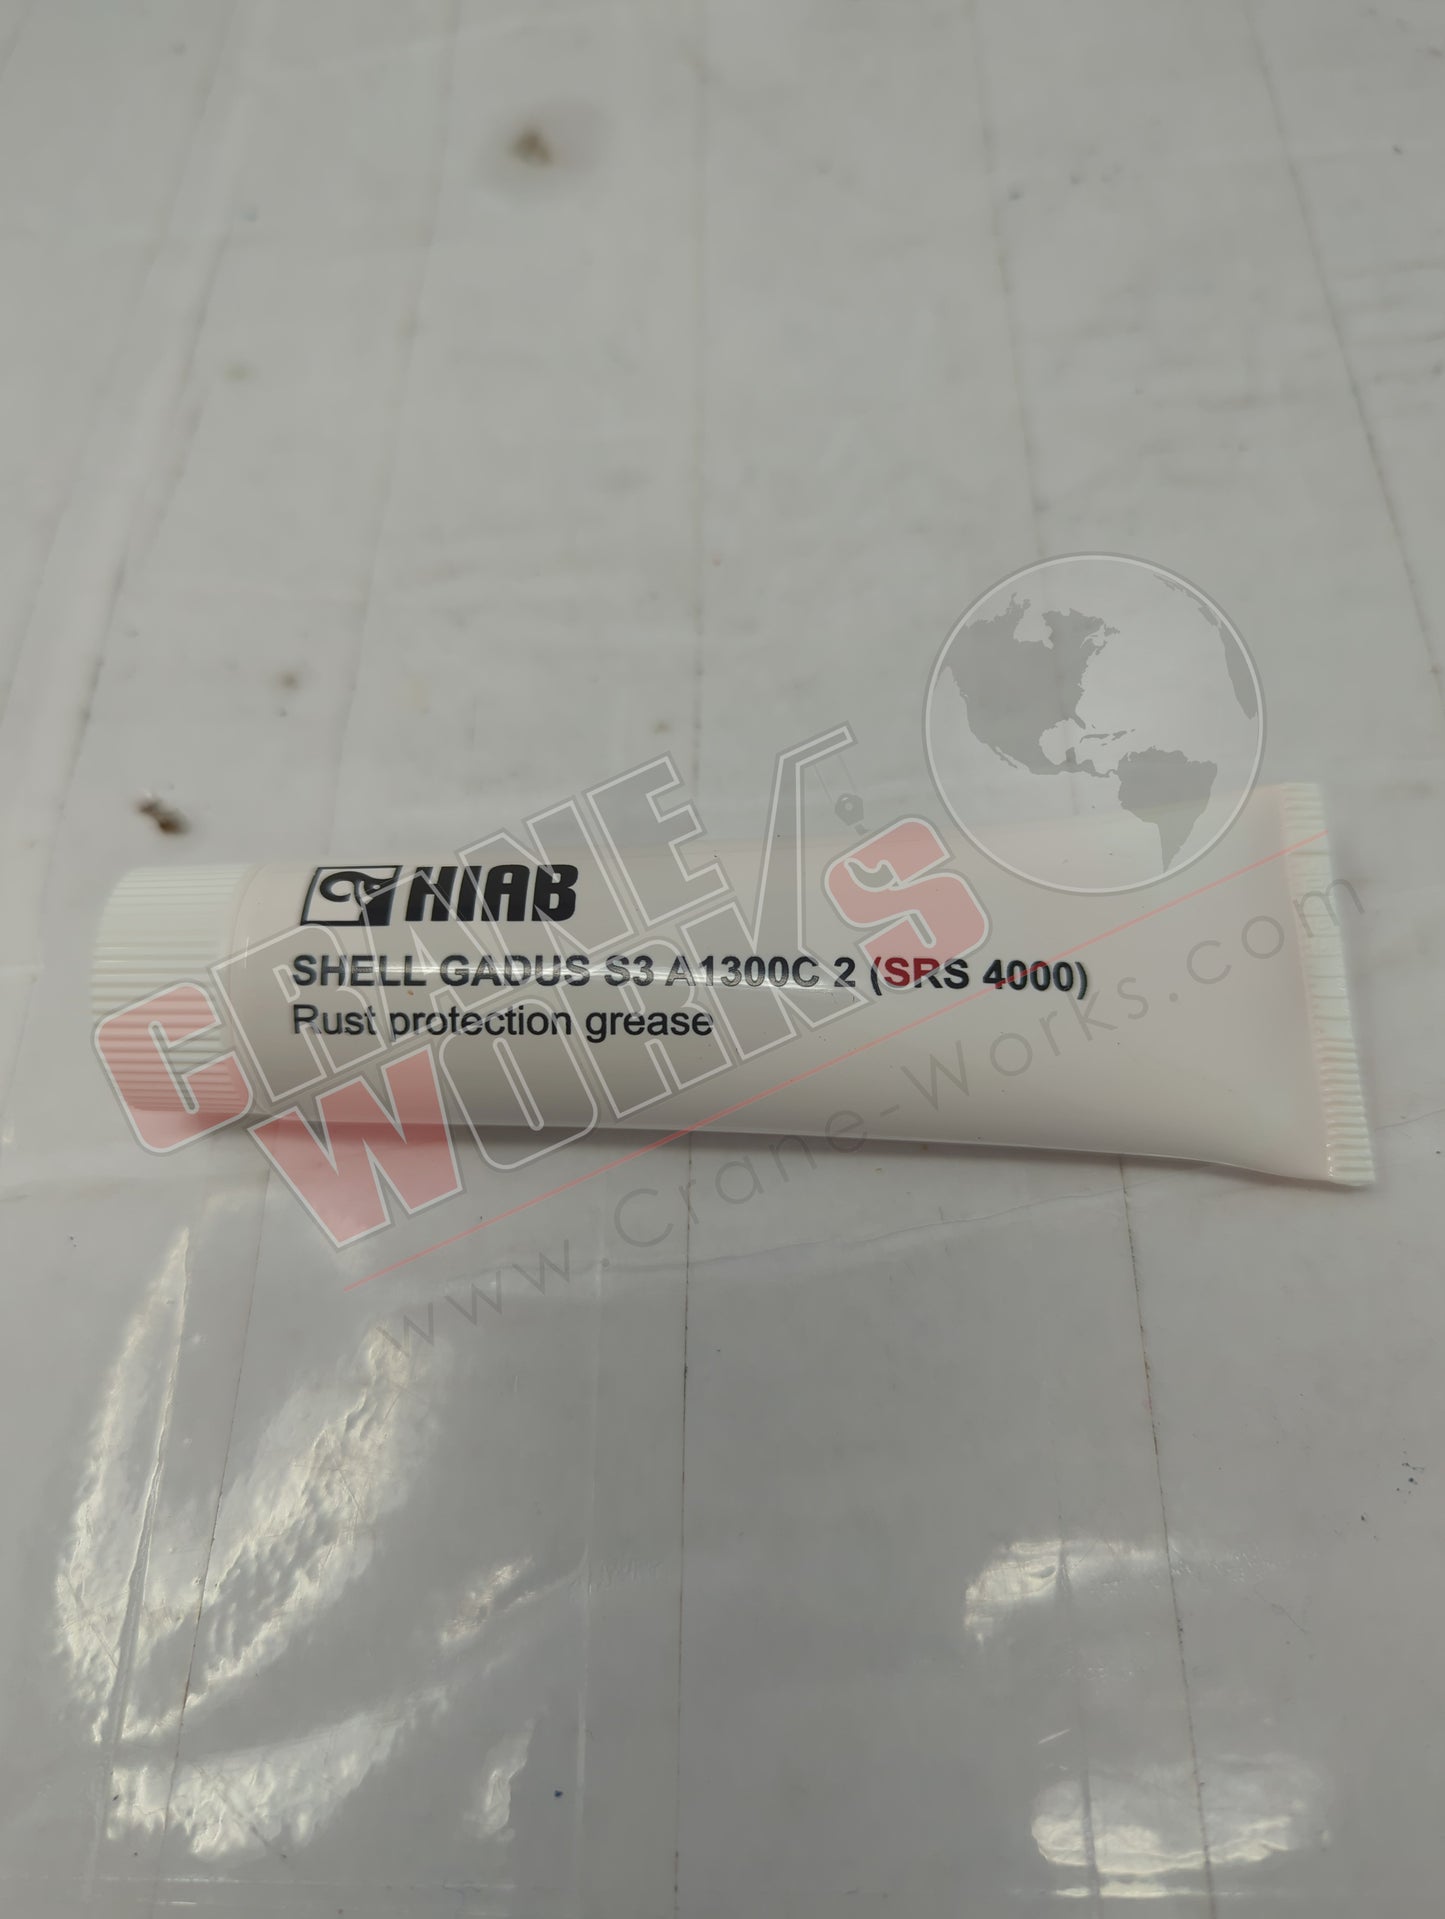 HIAB
SHELL GADUS S3 A1300C 2 (SRS 4000)
Rust protection grease
CRANE
WORKS
www.Crane-Works.com